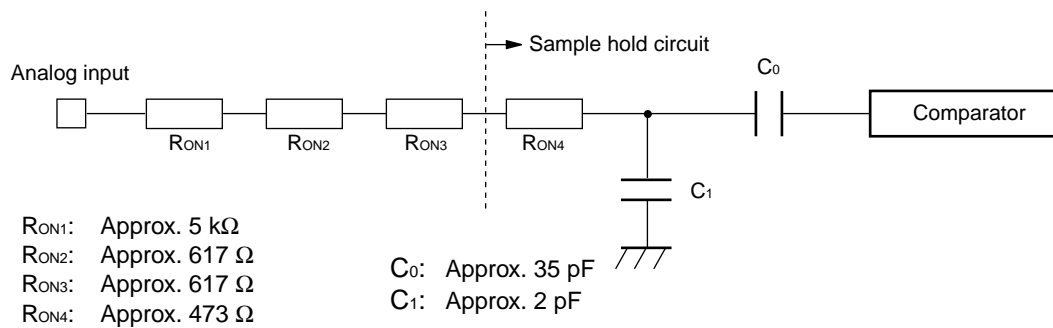 Sample hold circuit
Analog input
C0
Comparator
RON1
RON2
RON3
RON4
C1
RON1: Approx. 5 kΩ
RON2: Approx. 617 Ω
RON3: Approx. 617 Ω
RON4: Approx. 473 Ω
C0: Approx. 35 pF
C1: Approx. 2 pF